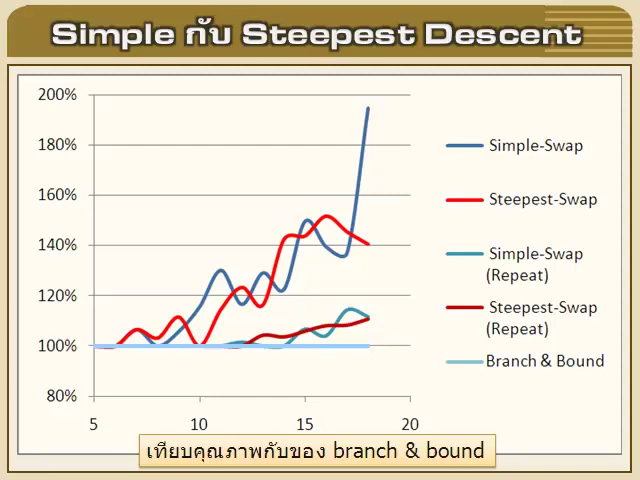 Simple กับ Steepest Descent
200%
180%
160%
140%
120%
100%
80%
5
10
15
20
Simple-Swap
Steepest-Swap
Simple-Swap
(Repeat)
Steepest-Swap
(Repeat)
Branch & Bound
เทียบคุณภาพกับของ branch & bound